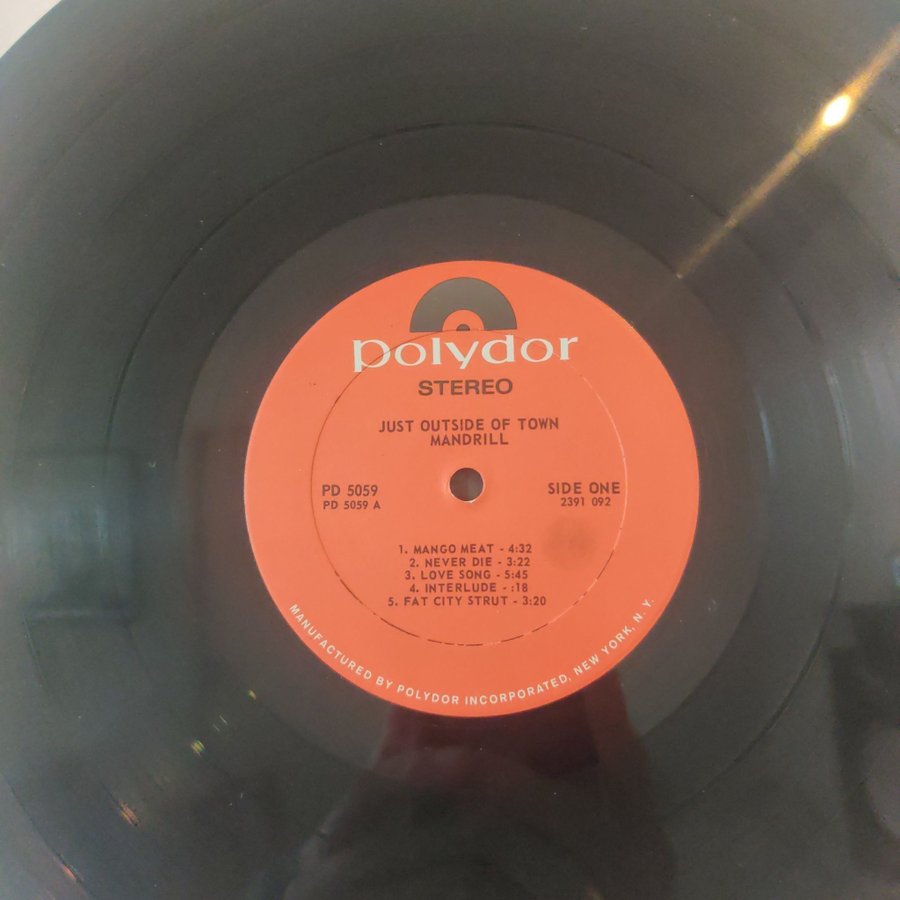 polydor
STEREO
JUST OUTSIDE OF TOWN
MANDRILL
PD 5059
PD 5059 A
SIDE ONE
2391 092
1. MANGO MEAT - 4:32
2. NEVER DIE - 3:22
3. LOVE SONG - 5:45
4. INTERLUDE - :18
5. FAT CITY STRUT - 3:20
MANUFACTURED BY POLYDOR INCORPORATED, NEW YORK, N.Y.